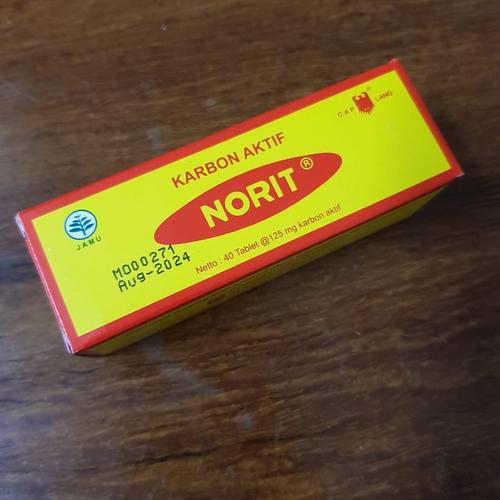 CAP LANG
KARBON AKTIF
NORIT®
JAMU
M000271
Aug-2024
Netto : 40 Tablet @125 mg karbon aktif